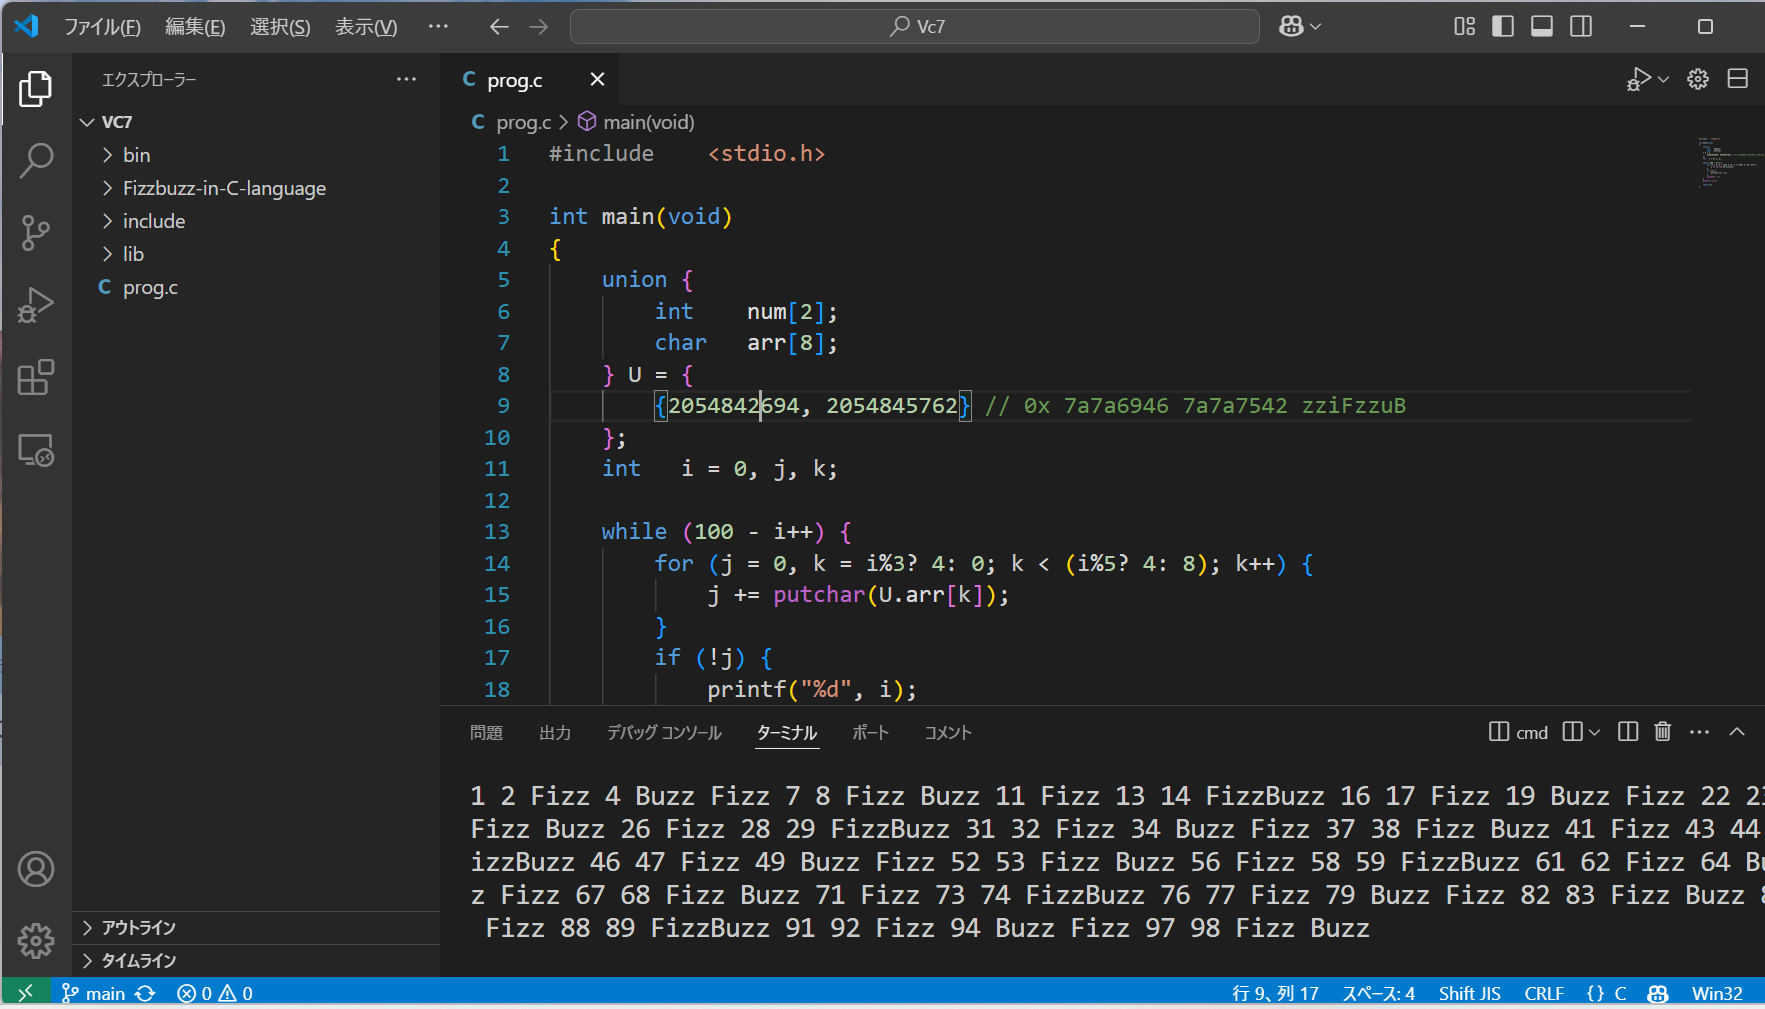 ファイル(F) 編集(E) 選択(S) 表示(V) ··· Vc7
エクスプローラー ···
VC7
bin
Fizzbuzz-in-C-language
include
lib
C prog.c
アウトライン
タイムライン
C prog.c
C prog.c > main(void)
1 #include    <stdio.h>
2
3 int main(void)
4 {
5     union {
6         int    num[2];
7         char   arr[8];
8     } U = {
9         {2054842694, 2054845762} // 0x 7a7a6946 7a7a7542 zziFzzuB
10     };
11     int   i = 0, j, k;
12
13     while (100 - i++) {
14         for (j = 0, k = i%3? 4: 0; k < (i%5? 4: 8); k++) {
15             j += putchar(U.arr[k]);
16         }
17         if (!j) {
18             printf("%d", i);
問題 出力 デバッグ コンソール ターミナル ポート コメント cmd ···
1 2 Fizz 4 Buzz Fizz 7 8 Fizz Buzz 11 Fizz 13 14 FizzBuzz 16 17 Fizz 19 Buzz Fizz 22 23
Fizz Buzz 26 Fizz 28 29 FizzBuzz 31 32 Fizz 34 Buzz Fizz 37 38 Fizz Buzz 41 Fizz 43 44
izzBuzz 46 47 Fizz 49 Buzz Fizz 52 53 Fizz Buzz 56 Fizz 58 59 FizzBuzz 61 62 Fizz 64 Bu
z Fizz 67 68 Fizz Buzz 71 Fizz 73 74 FizzBuzz 76 77 Fizz 79 Buzz Fizz 82 83 Fizz Buzz 8
Fizz 88 89 FizzBuzz 91 92 Fizz 94 Buzz Fizz 97 98 Fizz Buzz
main 0 0 行 9、列 17 スペース: 4 Shift JIS CRLF {} C Win32